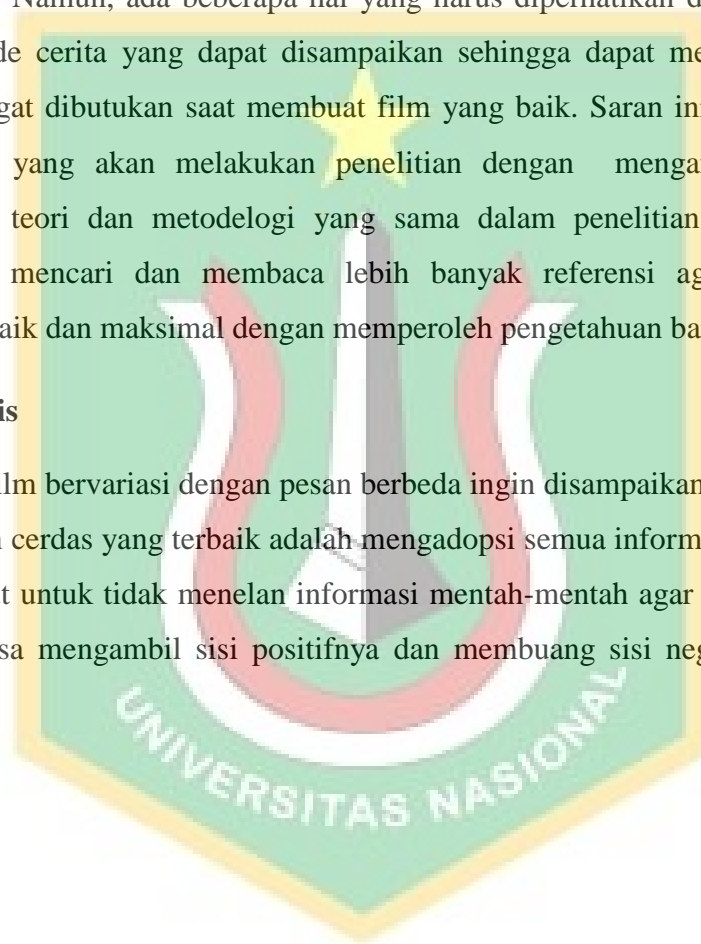 Namun, ada beberapa hal yang harus diperhatikan d
de cerita yang dapat disampaikan sehingga dapat me
gat dibutukan saat membuat film yang baik. Saran in
yang akan melakukan penelitian dengan menga
teori dan metodelogi yang sama dalam penelitian
mencari dan membaca lebih banyak referensi ag
aik dan maksimal dengan memperoleh pengetahuan ba
is
ilm bervariasi dengan pesan berbeda ingin disampaikan
n cerdas yang terbaik adalah mengadopsi semua inform
at untuk tidak menelan informasi mentah-mentah agar
sa mengambil sisi positifnya dan membuang sisi neg
UNIVERSITAS NASIONAL